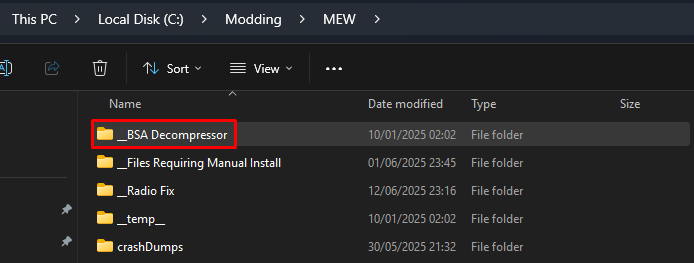 This PC > Local Disk (C:) > Modding > MEW >
Sort View ...
Name Date modified Type Size
__BSA Decompressor 10/01/2025 02:02 File folder
__Files Requiring Manual Install 01/06/2025 23:45 File folder
__Radio Fix 12/06/2025 23:16 File folder
__temp__ 10/01/2025 02:02 File folder
crashDumps 30/05/2025 21:32 File folder